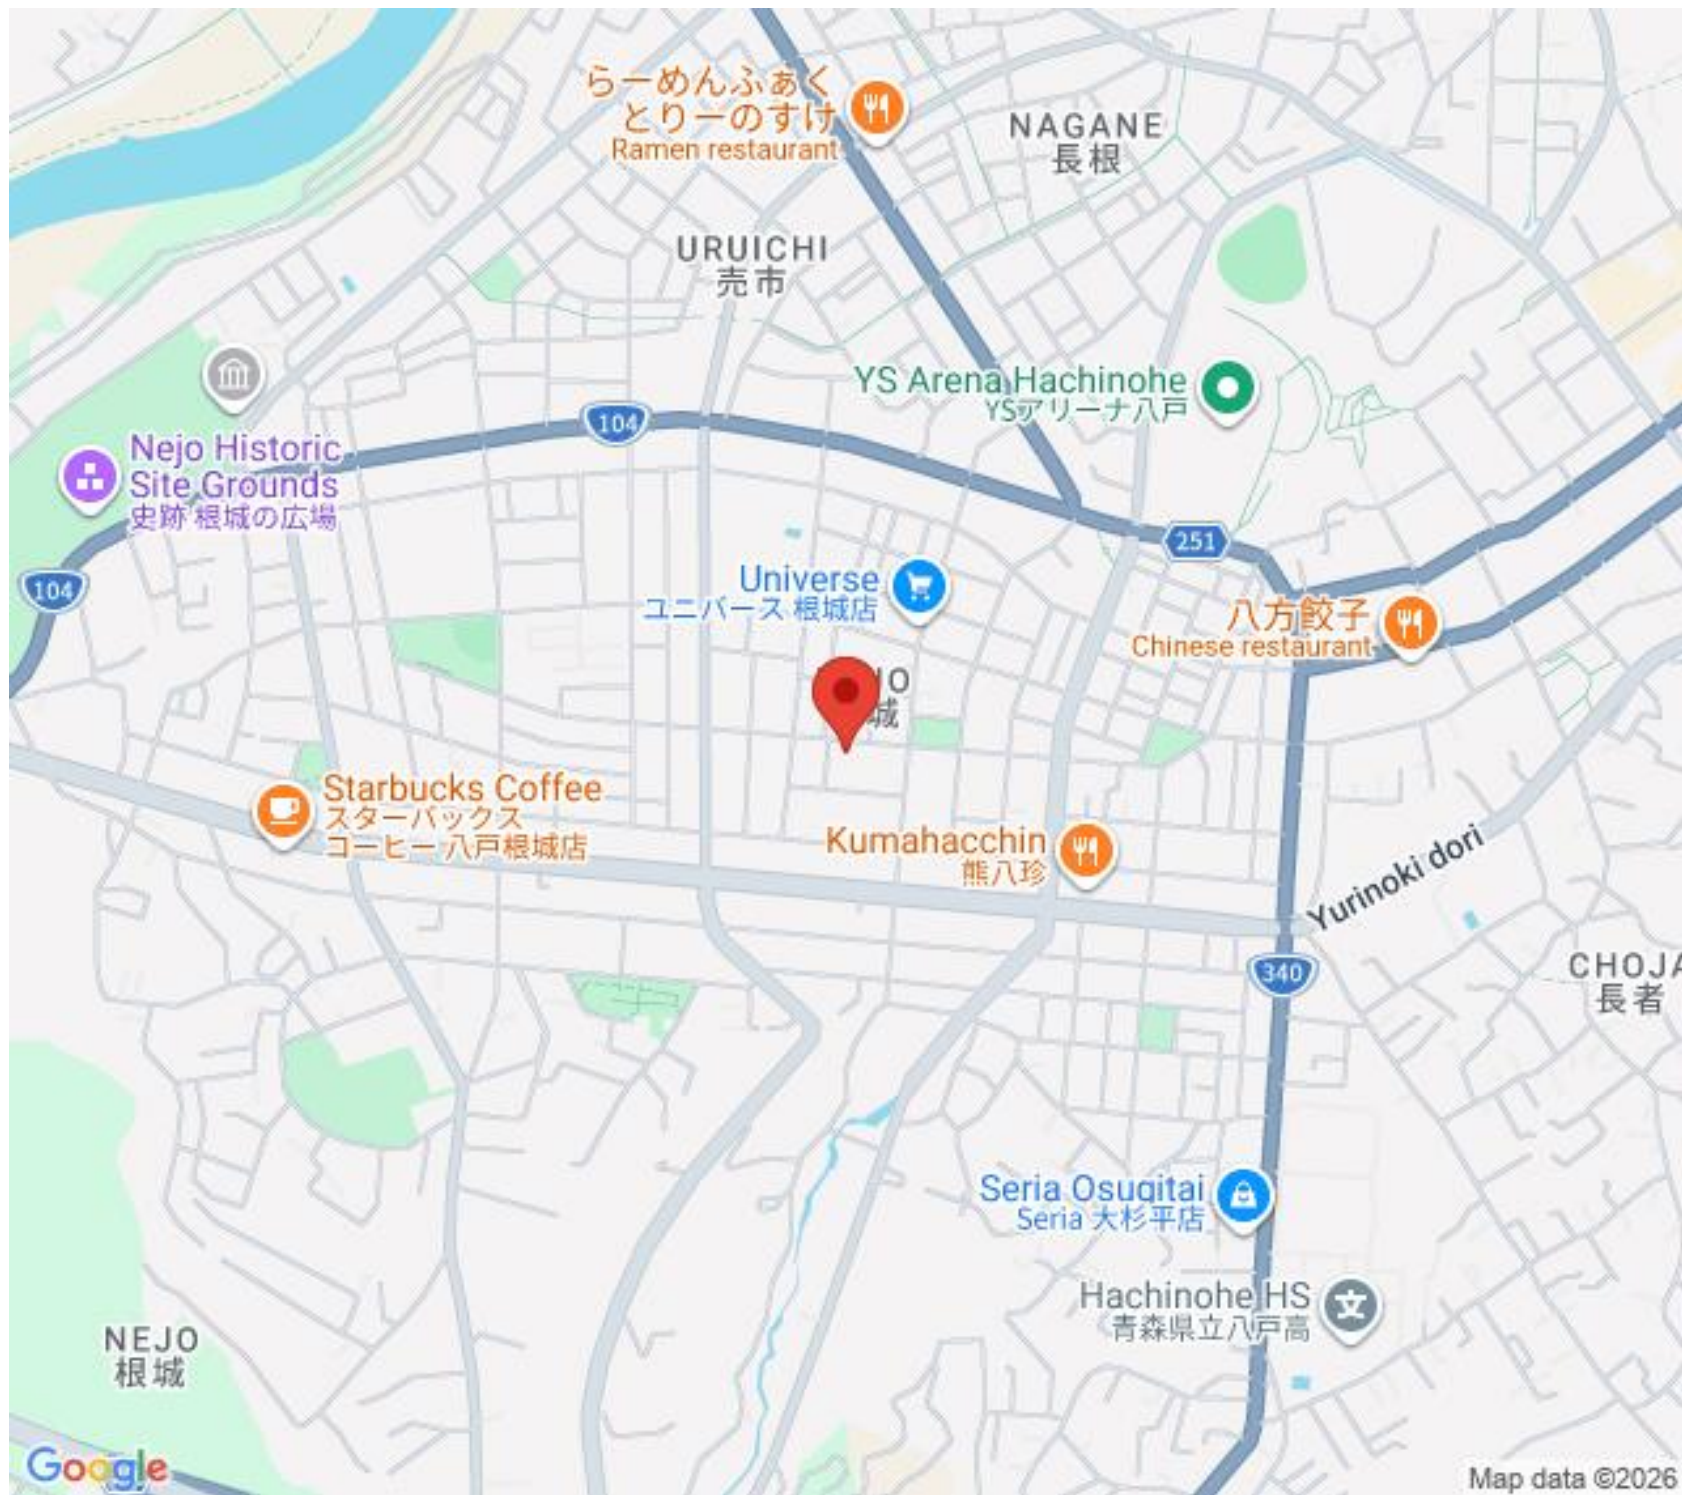 らーめんふぁく
とりーのすけ
Ramen restaurant
NAGANE
長根
URUICHI
売市
YS Arena Hachinohe
YSアリーナ八戸
104
Nejo Historic
Site Grounds
史跡 根城の広場
251
104
Universe
ユニバース 根城店
八方餃子
Chinese restaurant
JO
城
Starbucks Coffee
スターバックス
コーヒー 八戸根城店
Kumahacchin
熊八珍
Yurinoki dori
340
CHOJA
長者
Seria Osugitai
Seria 大杉平店
Hachinohe HS
文
青森県立八戸高
NEJO
根城
Google
Map data ©2026